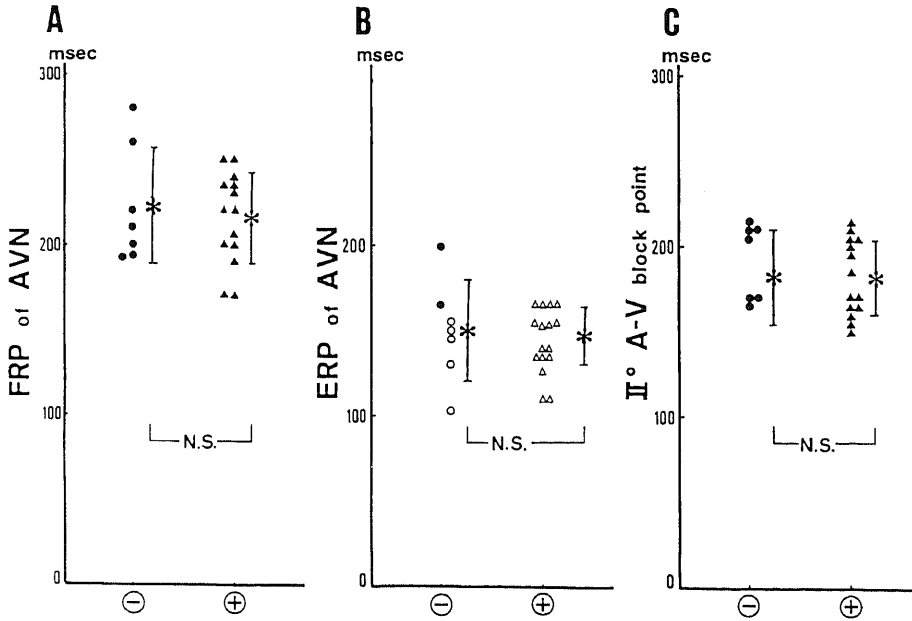 A
msec
300
200
100
0
FRP of AVN
N.S.
⊖ ⊕
B
msec
200
100
0
ERP of AVN
N.S.
⊖ ⊕
C
msec
300
200
100
0
II° A-V block point
N.S.
⊖ ⊕